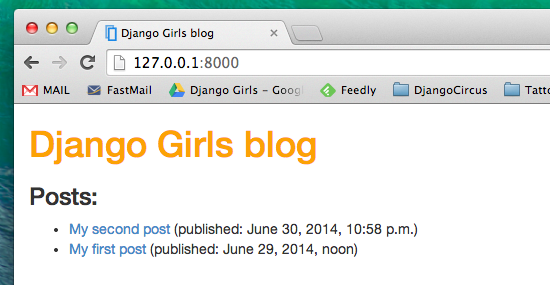 Django Girls blog
127.0.0.1:8000
MAIL FastMail Django Girls – Goog Feedly DjangoCircus Tatto
Django Girls blog
Posts:
• My second post (published: June 30, 2014, 10:58 p.m.)
• My first post (published: June 29, 2014, noon)